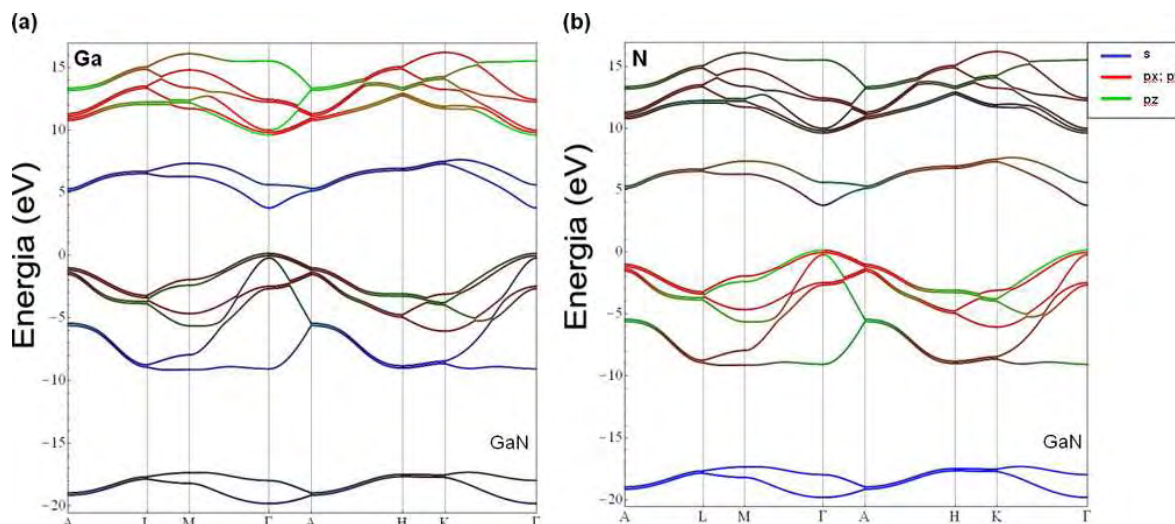 (a)
Ga
Energia (eV)
15
10
5
0
−5
−10
−15
−20
GaN
A L M Γ A H K Γ
(b)
N
Energia (eV)
15
10
5
0
−5
−10
−15
−20
GaN
A L M Γ A H K Γ
s
px; p
pz